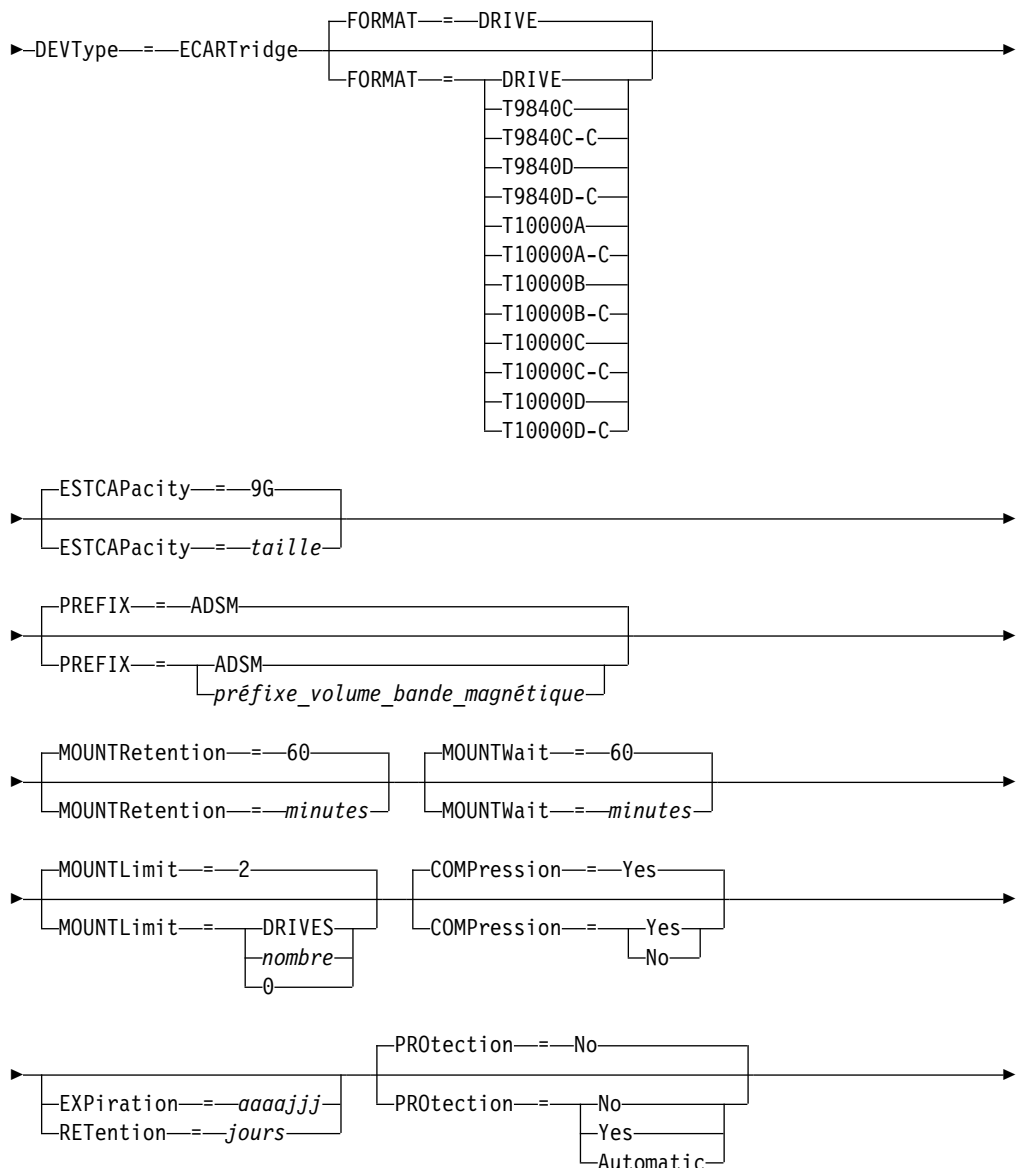 FORMAT = DRIVE
DEVType = ECARTridge
FORMAT = DRIVE
T9840C
T9840C-C
T9840D
T9840D-C
T10000A
T10000A-C
T10000B
T10000B-C
T10000C
T10000C-C
T10000D
T10000D-C
ESTCAPacity = 9G
ESTCAPacity = taille
PREFIX = ADSM
PREFIX = ADSM
préfixe_volume_bande_magnétique
MOUNTRetention = 60 MOUNTWait = 60
MOUNTRetention = minutes MOUNTWait = minutes
MOUNTLimit = 2 COMPression = Yes
MOUNTLimit = DRIVES COMPression = Yes
nombre No
0
PROtection = No
EXPiration = aaaajjj PROtection = No
RETention = jours Yes
Automatic